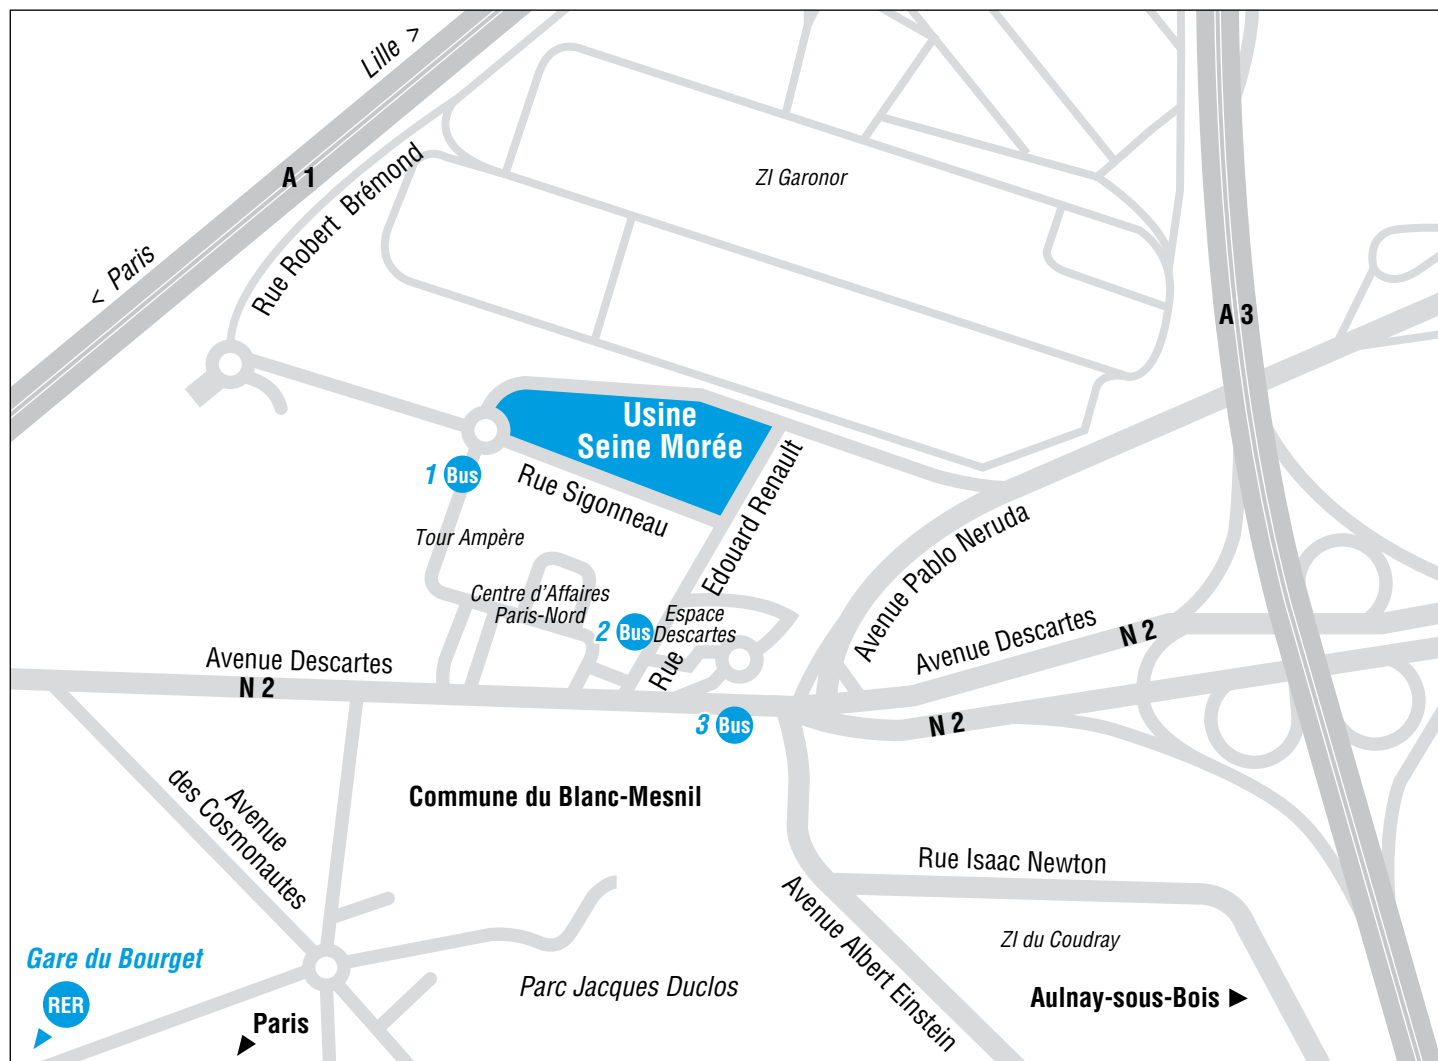 Lille >
A 1
< Paris
Rue Robert Brémond
ZI Garonor
A 3
Usine
Seine Morée
1 Bus
Rue Sigonneau
Tour Ampère
Rue Edouard Renault
Avenue Pablo Neruda
Centre d'Affaires
Paris-Nord
2 Bus
Espace
Descartes
Avenue Descartes
N 2
Avenue Descartes
N 2
N 2
3 Bus
Commune du Blanc-Mesnil
Avenue
des Cosmonautes
Rue Isaac Newton
Avenue Albert Einstein
ZI du Coudray
Gare du Bourget
RER
Paris
Parc Jacques Duclos
Aulnay-sous-Bois